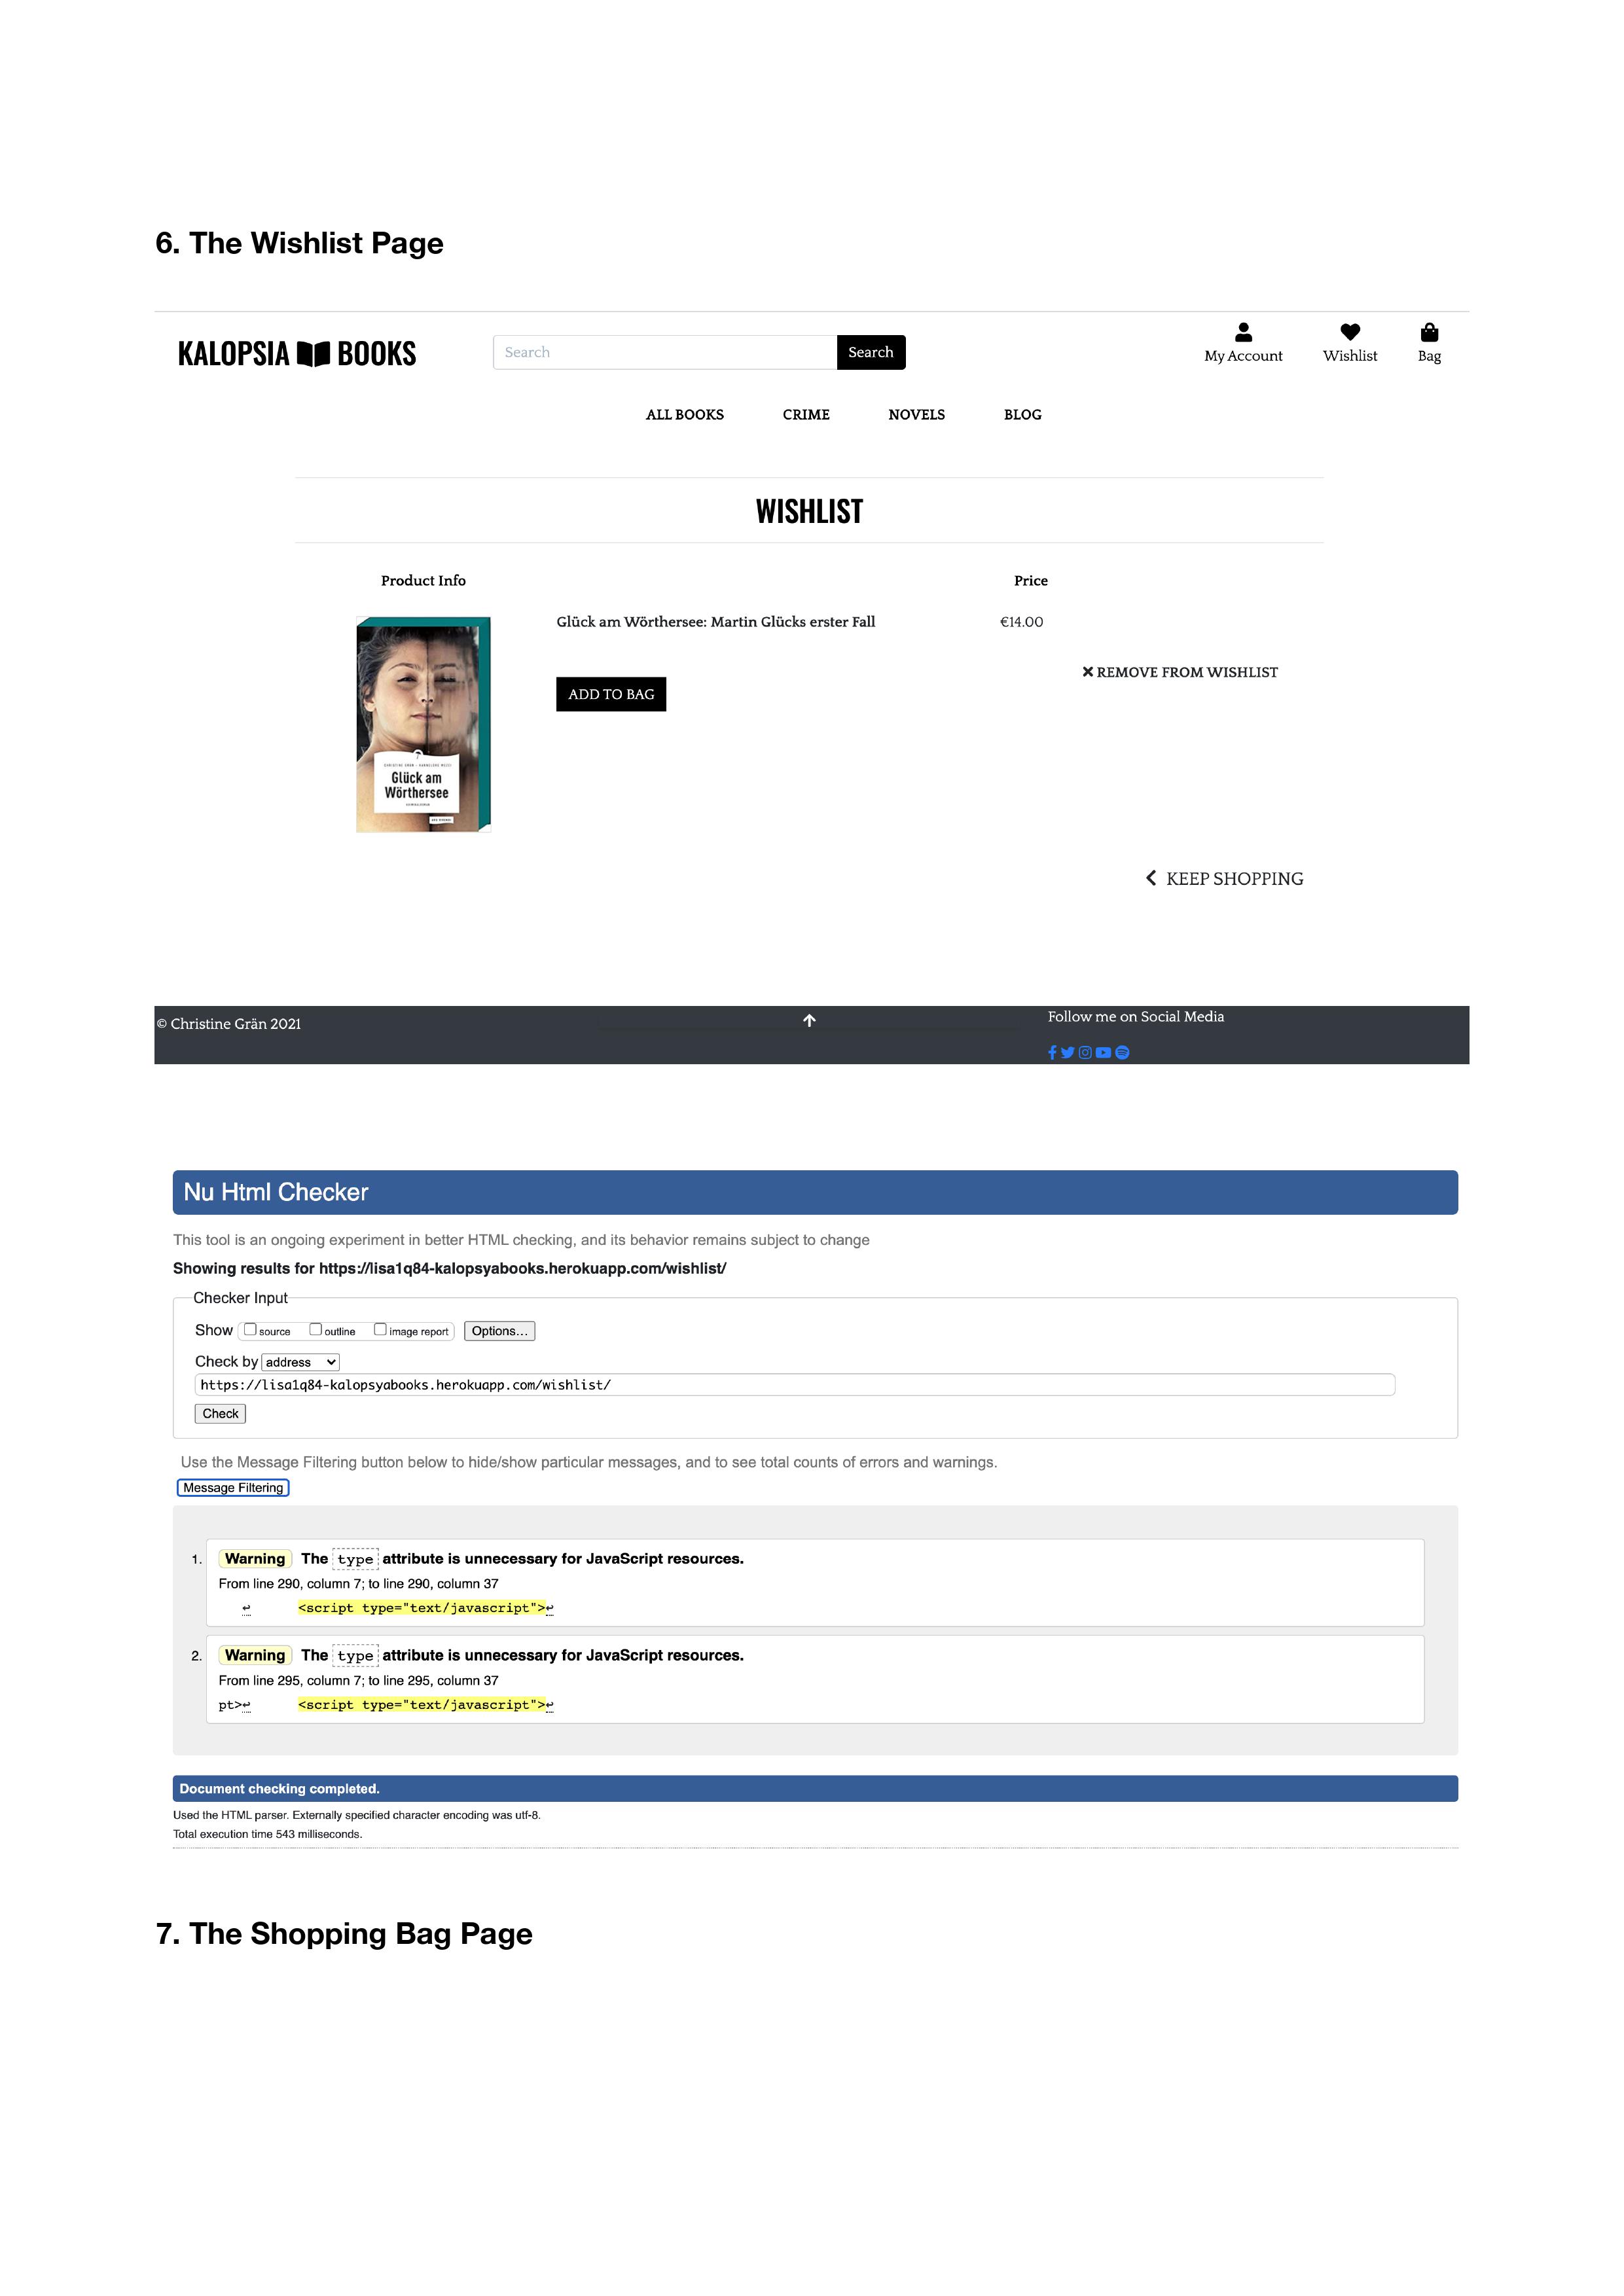 6. The Wishlist Page
KALOPSIA BOOKS
Search
Search
My Account
Wishlist
Bag
ALL BOOKS CRIME NOVELS BLOG
WISHLIST
Product Info Price
Glück am Wörthersee: Martin Glücks erster Fall €14.00
REMOVE FROM WISHLIST
ADD TO BAG
Glück am
Wörthersee
KEEP SHOPPING
© Christine Grän 2021
Follow me on Social Media
Nu Html Checker
This tool is an ongoing experiment in better HTML checking, and its behavior remains subject to change
Showing results for https://lisa1q84-kalopsyabooks.herokuapp.com/wishlist/
Checker Input
Show source outline image report Options...
Check by address
https://lisa1q84-kalopsyabooks.herokuapp.com/wishlist/
Check
Use the Message Filtering button below to hide/show particular messages, and to see total counts of errors and warnings.
Message Filtering
1. Warning The type attribute is unnecessary for JavaScript resources.
From line 290, column 7; to line 290, column 37
↩ <script type="text/javascript">↩
2. Warning The type attribute is unnecessary for JavaScript resources.
From line 295, column 7; to line 295, column 37
pt>↩ <script type="text/javascript">↩
Document checking completed.
Used the HTML parser. Externally specified character encoding was utf-8.
Total execution time 543 milliseconds.
7. The Shopping Bag Page